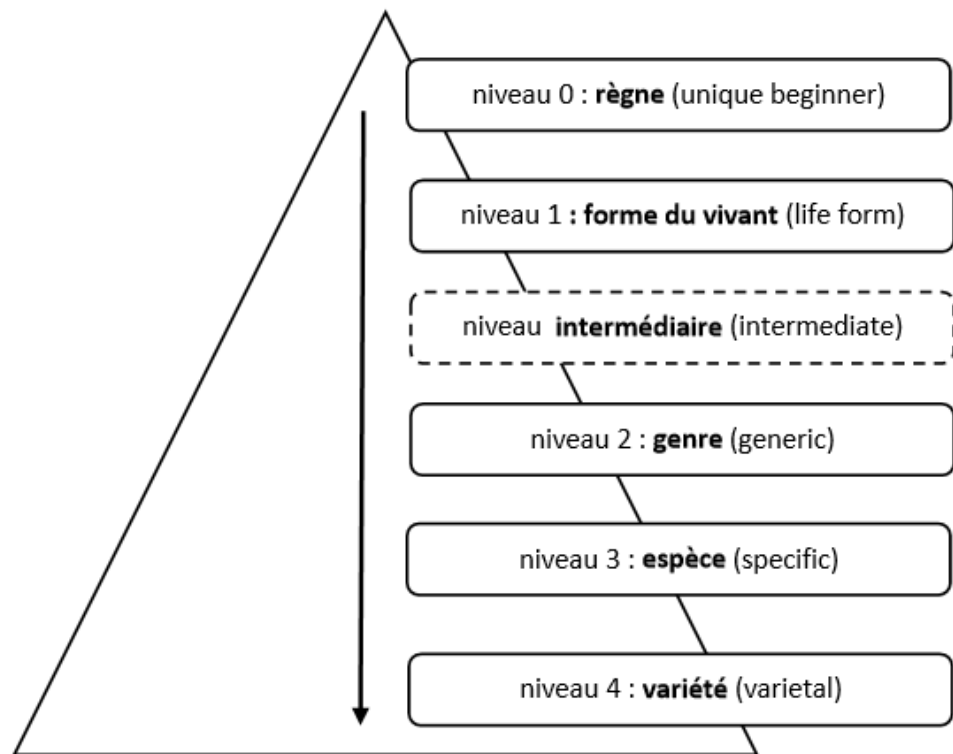 niveau 0 : règne (unique beginner)
niveau 1 : forme du vivant (life form)
niveau intermédiaire (intermediate)
niveau 2 : genre (generic)
niveau 3 : espèce (specific)
niveau 4 : variété (varietal)